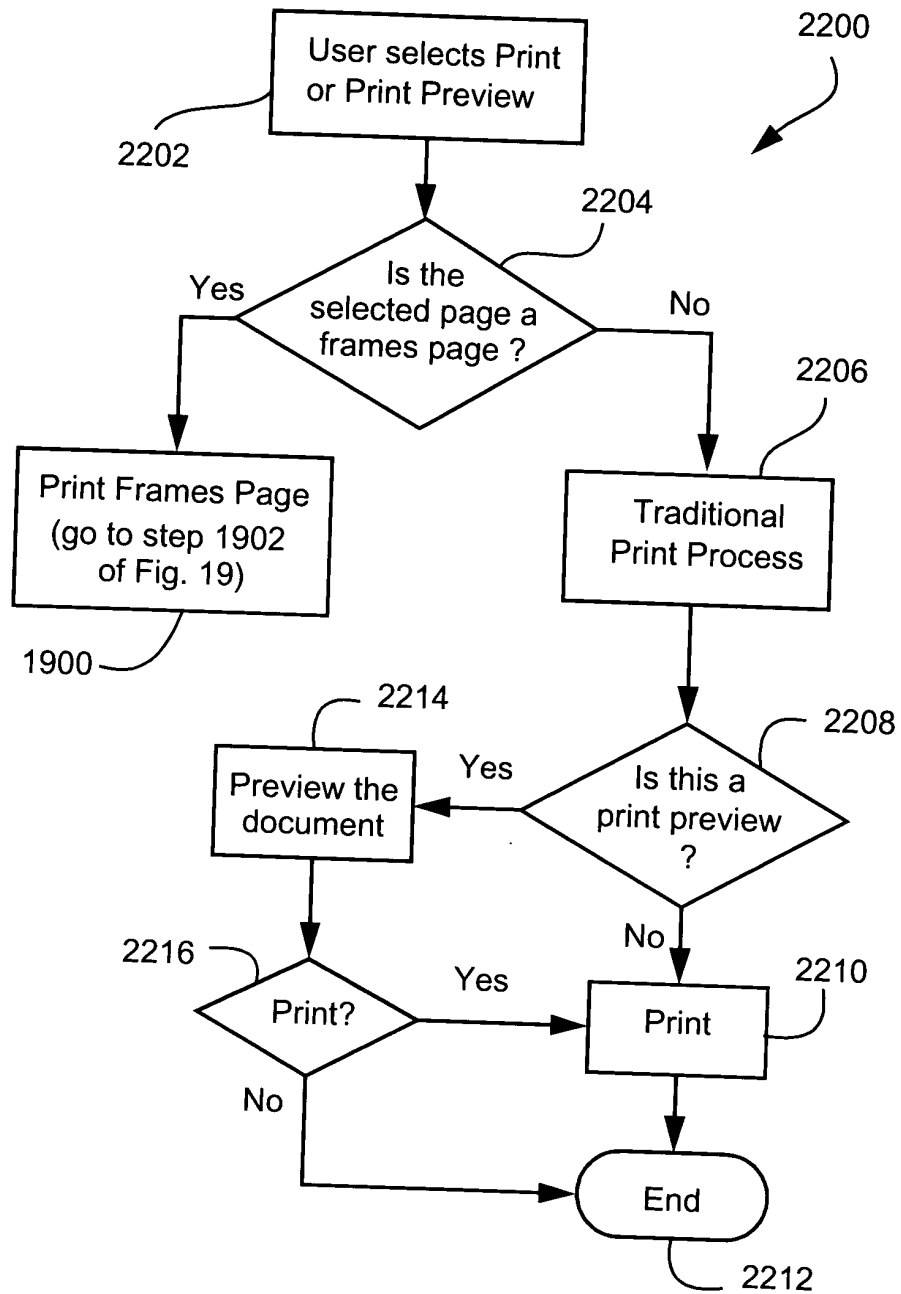 2200
User selects Print
or Print Preview
2202
2204
Is the
selected page a
frames page ?
Yes
No
2206
Print Frames Page
(go to step 1902
of Fig. 19)
1900
Traditional
Print Process
2214
2208
Preview the
document
Yes
Is this a
print preview
?
No
2216
Print?
Yes
2210
Print
No
End
2212